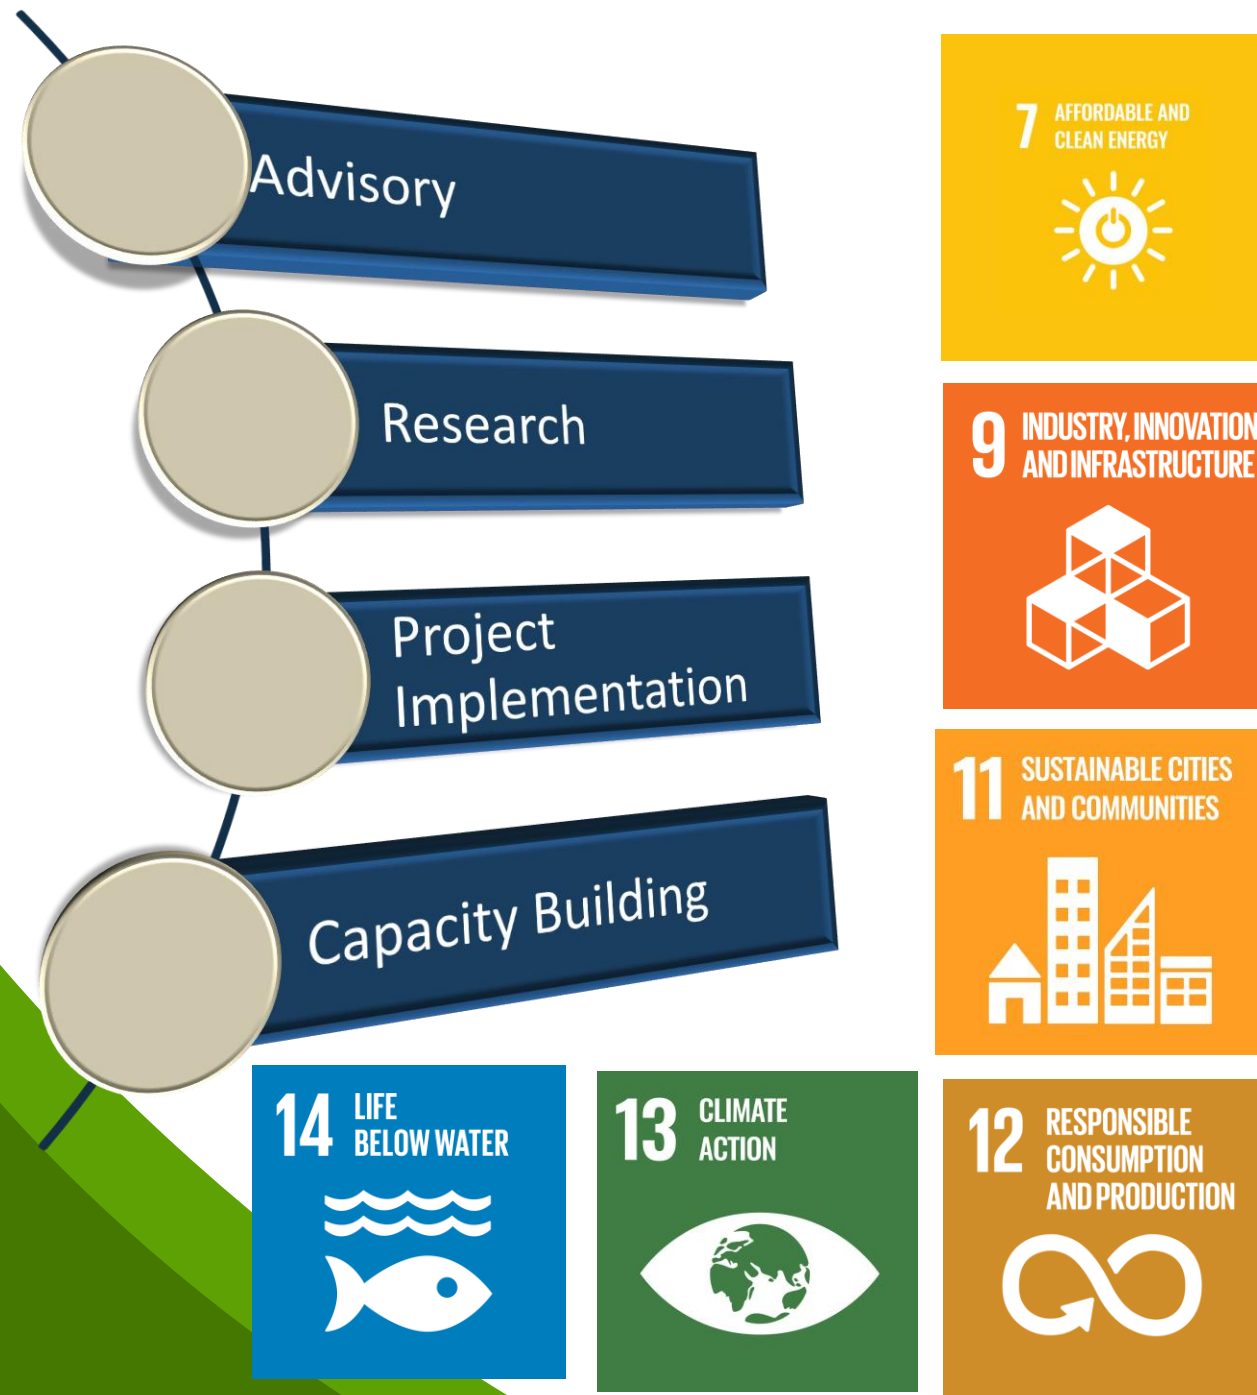 Advisory
Research
Project
Implementation
Capacity Building
7 AFFORDABLE AND
CLEAN ENERGY
9 INDUSTRY, INNOVATION
AND INFRASTRUCTURE
11 SUSTAINABLE CITIES
AND COMMUNITIES
14 LIFE
BELOW WATER
13 CLIMATE
ACTION
12 RESPONSIBLE
CONSUMPTION
AND PRODUCTION